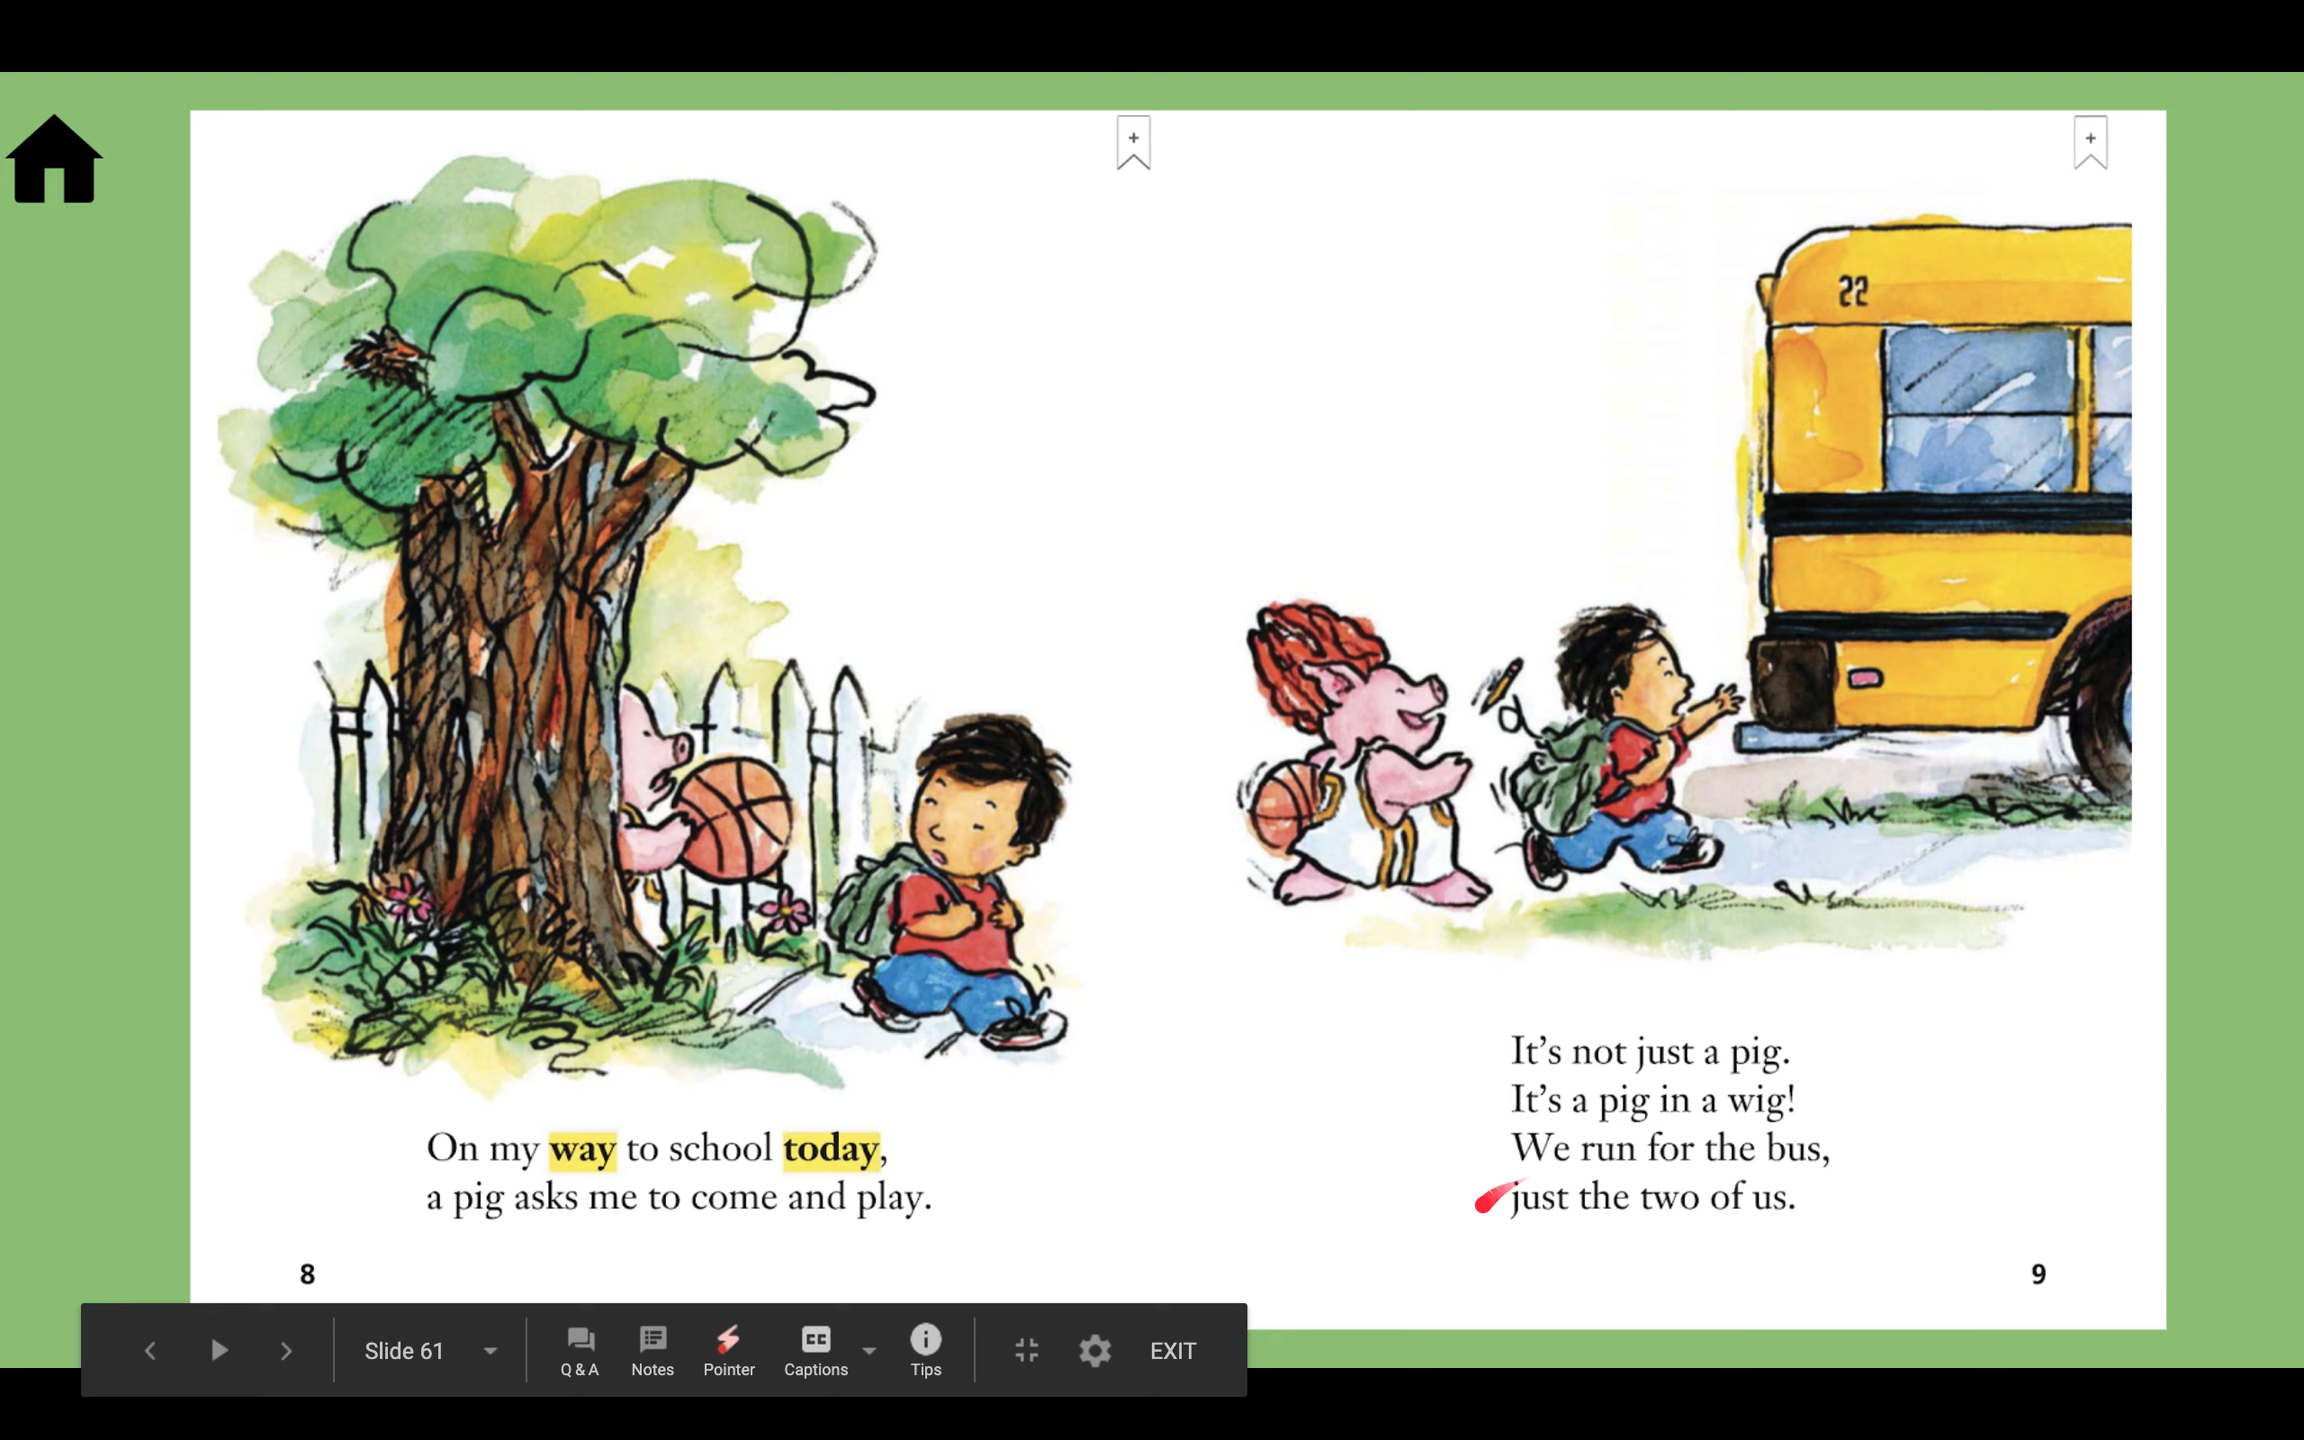 22
On my way to school today,
a pig asks me to come and play.
8
It's not just a pig.
It's a pig in a wig!
We run for the bus,
just the two of us.
9
Slide 61
Q & A
Notes
Pointer
CC
Captions
Tips
EXIT